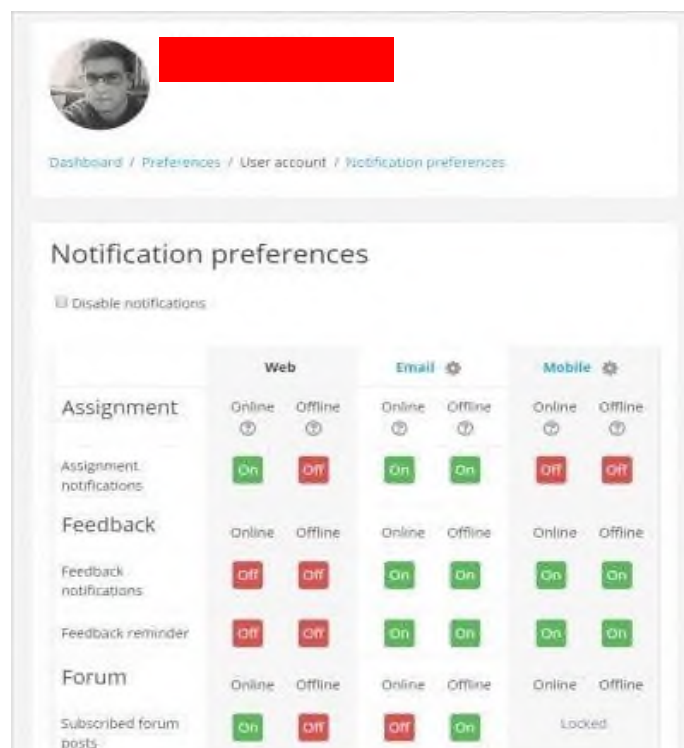 Dashboard / Preferences / User account / Notification preferences
Notification preferences
Disable notifications
Web Email Mobile
Assignment Online Offline Online Offline Online Offline
Assignment
notifications
On Off On On Off Off
Feedback Online Offline Online Offline Online Offline
Feedback
notifications
Off Off On On On On
Feedback reminder Off Off On On On On
Forum Online Offline Online Offline Online Offline
Subscribed forum
posts
On Off Off On Locked